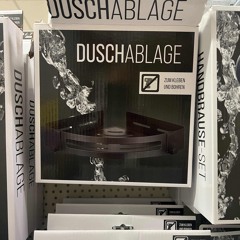 DUSCHABLAGE
DUSCHABLAGE
ZUM KLEBEN
UND BOHREN
DUSCHABLAGE
HANDBRAUSE-SET